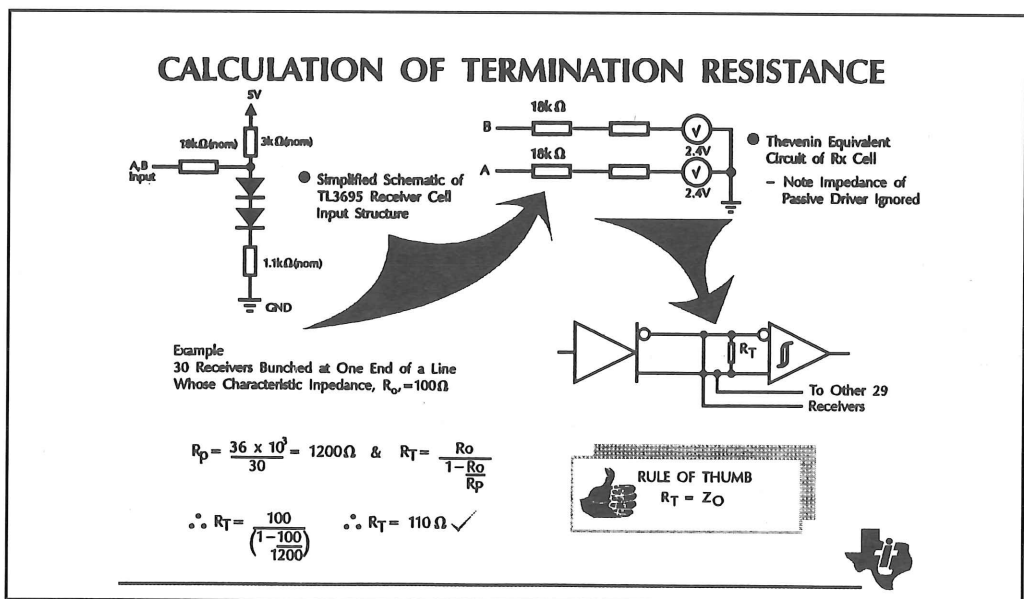 CALCULATION OF TERMINATION RESISTANCE
5V
18kΩ(nom)
3kΩ(nom)
A,B
Input
1.1kΩ(nom)
GND
● Simplified Schematic of
TL3695 Receiver Cell
Input Structure
18kΩ
B
2.4V
18kΩ
A
2.4V
● Thevenin Equivalent
Circuit of Rx Cell
– Note Impedance of
Passive Driver Ignored
RT
To Other 29
Receivers
Example
30 Receivers Bunched at One End of a Line
Whose Characteristic Inpedance, Ro,=100Ω
Rp = 36 x 10³ / 30 = 1200Ω & RT = Ro / 1-Ro/Rp
∴ RT = 100 / (1-100/1200) ∴ RT = 110 Ω ✓
RULE OF THUMB
RT = ZO